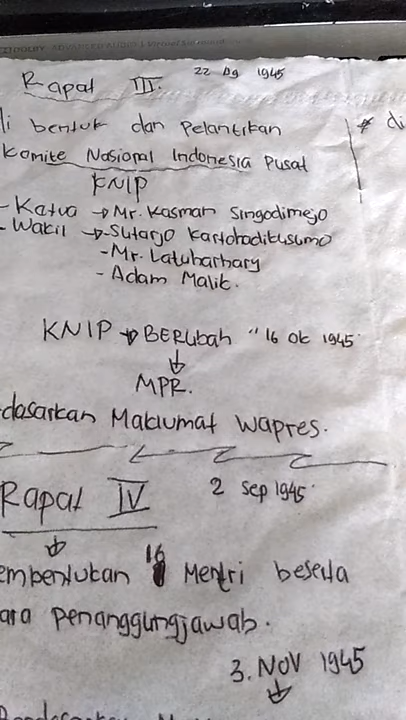 Rapat III. 22 Ag 1945
di bentuk dan Pelantikan * di
Komite Nasional Indonesia Pusat
KNIP
- Katua → Mr. Kasman Singodimejo
- Wakil → - Sutarjo Kartohadikusumo
- Mr. Latuharhary
- Adam Malik.
KNIP → BERUbah "16 Ok 1945
↓
MPR.
dasarkan Maklumat Wapres.
Rapat IV 2 Sep 1945
↓
embentukan 16 Mentri beserta
ara Penanggungjawab.
3. NOV 1945
↓